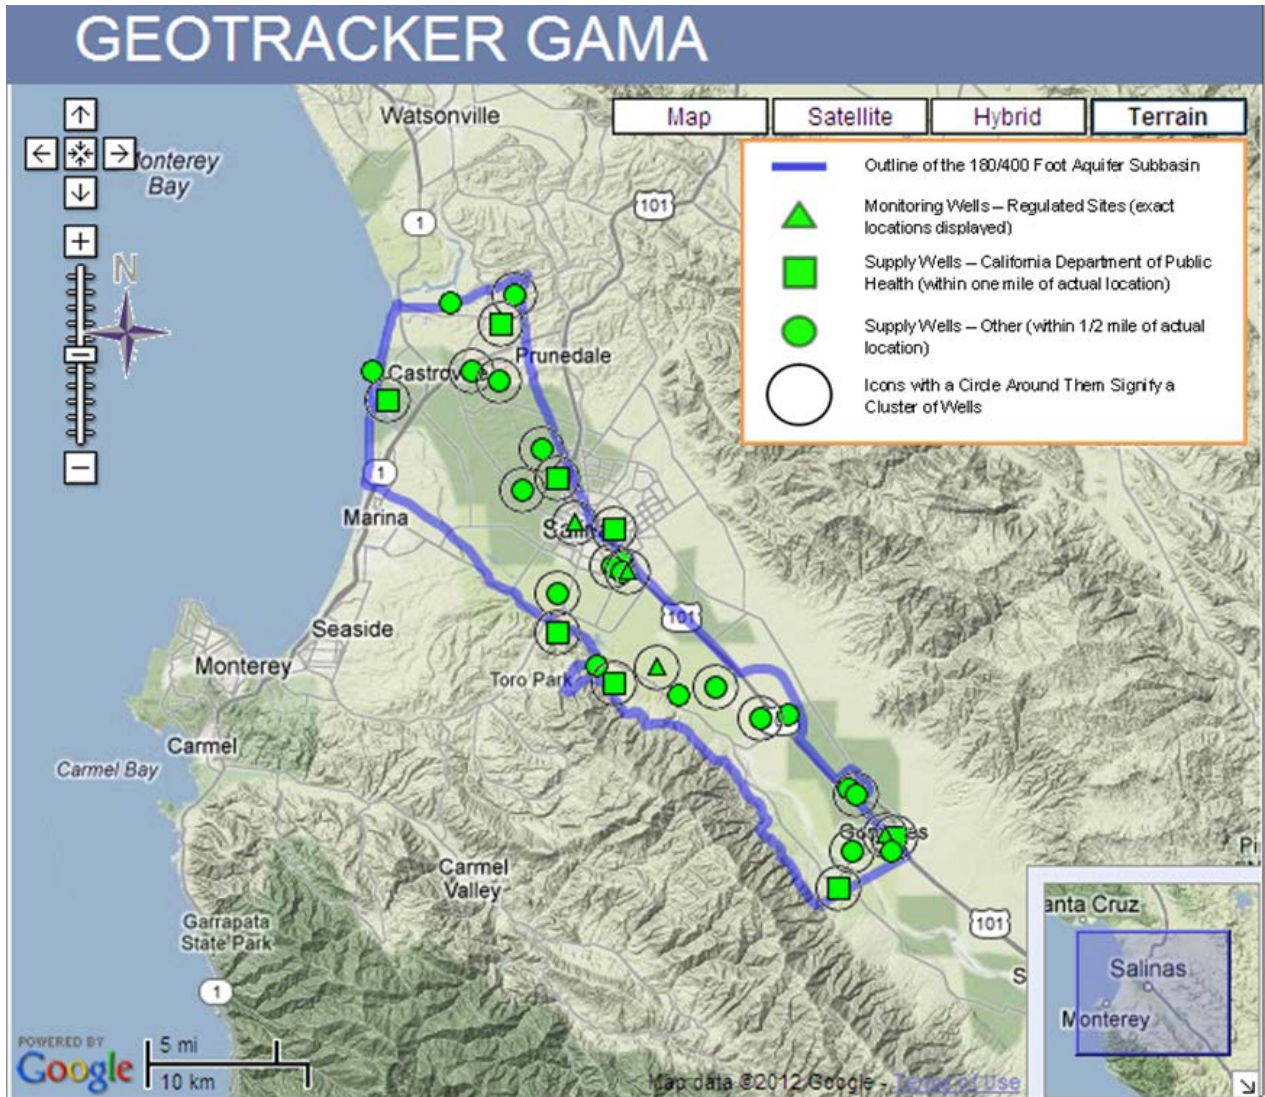 GEOTRACKER GAMA
Map
Satellite
Hybrid
Terrain
Outline of the 180/400 Foot Aquifer Subbasin
Monitoring Wells – Regulated Sites (exact
locations displayed)
Supply Wells – California Department of Public
Health (within one mile of actual location)
Supply Wells – Other (within 1/2 mile of actual
location)
Icons with a Circle Around Them Signify a
Cluster of Wells
Watsonville
Monterey
Bay
N
1
101
Prunedale
1
Marina
101
Seaside
Monterey
Toro Park
Carmel
Carmel Bay
Carmel
Valley
Garrapata
State Park
1
101
S
Pi
anta Cruz
Salinas
Monterey
POWERED BY
Google
5 mi
10 km
Map data ©2012 Google - Terms of Use